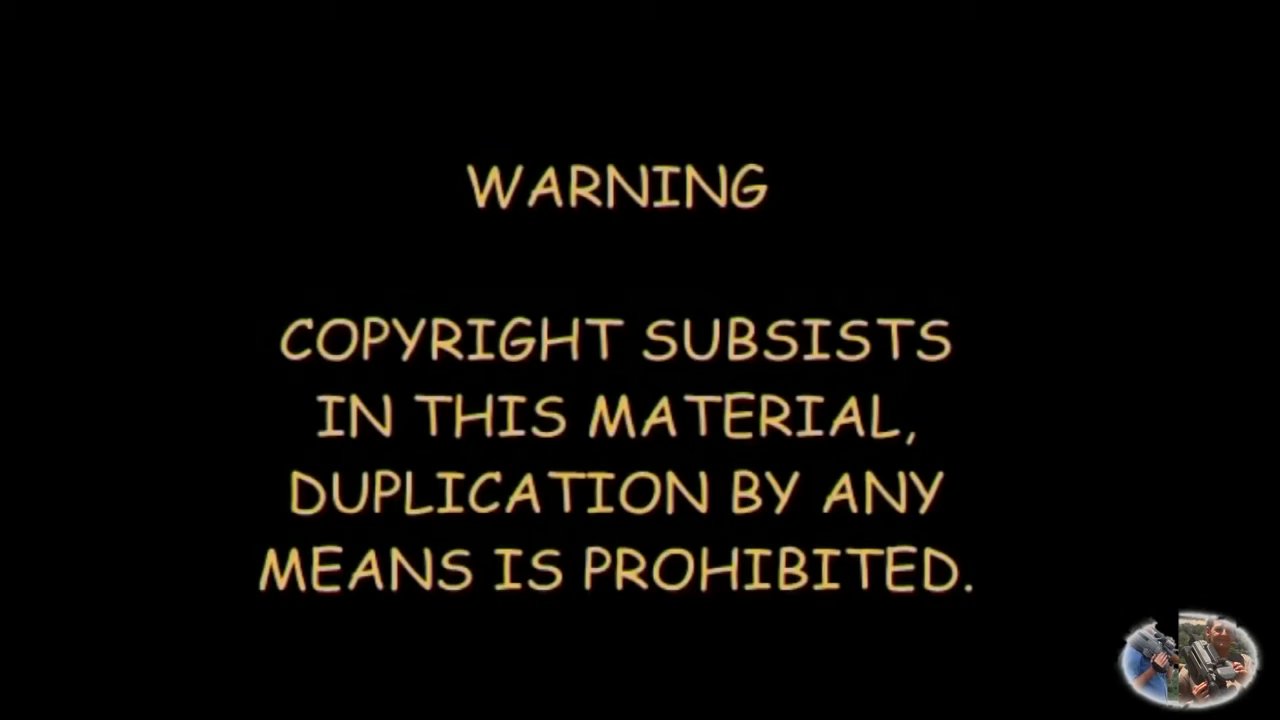 WARNING
COPYRIGHT SUBSISTS
IN THIS MATERIAL,
DUPLICATION BY ANY
MEANS IS PROHIBITED.